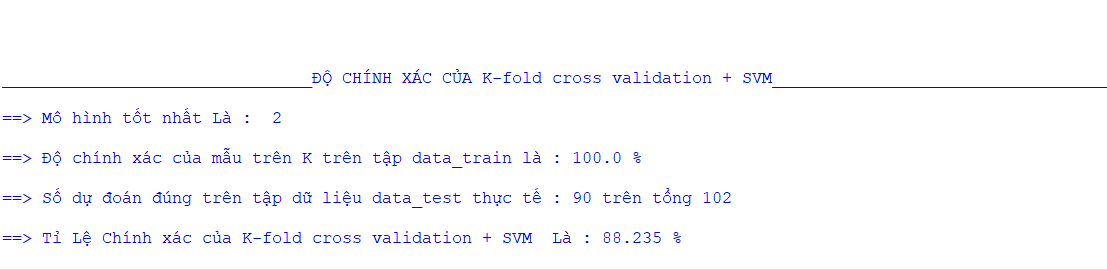 ĐỘ CHÍNH XÁC CỦA K-fold cross validation + SVM
==> Mô hình tốt nhất Là :  2
==> Độ chính xác của mẫu trên K trên tập data_train là : 100.0 %
==> Số dự đoán đúng trên tập dữ liệu data_test thực tế : 90 trên tổng 102
==> Tỉ Lệ Chính xác của K-fold cross validation + SVM  Là : 88.235 %